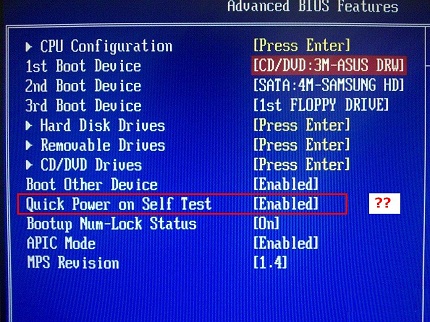 Advanced BIOS Features
CPU Configuration [Press Enter]
1st Boot Device [CD/DVD:3M-ASUS DRW]
2nd Boot Device [SATA:4M-SAMSUNG HD]
3rd Boot Device [1st FLOPPY DRIVE]
Hard Disk Drives [Press Enter]
Removable Drives [Press Enter]
CD/DVD Drives [Press Enter]
Boot Other Device [Enabled]
Quick Power on Self Test [Enabled] ??
Bootup Num-Lock Status [On]
APIC Mode [Enabled]
MPS Revision [1.4]